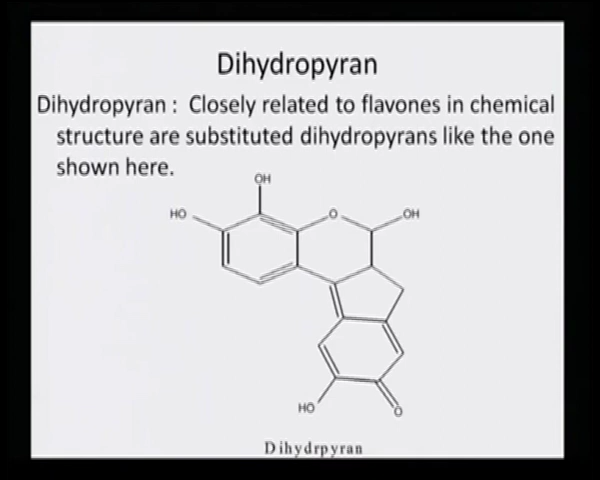 Dihydropyran
Dihydropyran : Closely related to flavones in chemical
structure are substituted dihydropyrans like the one
shown here.
OH
HO
O
OH
HO
O
Dihydrpyran